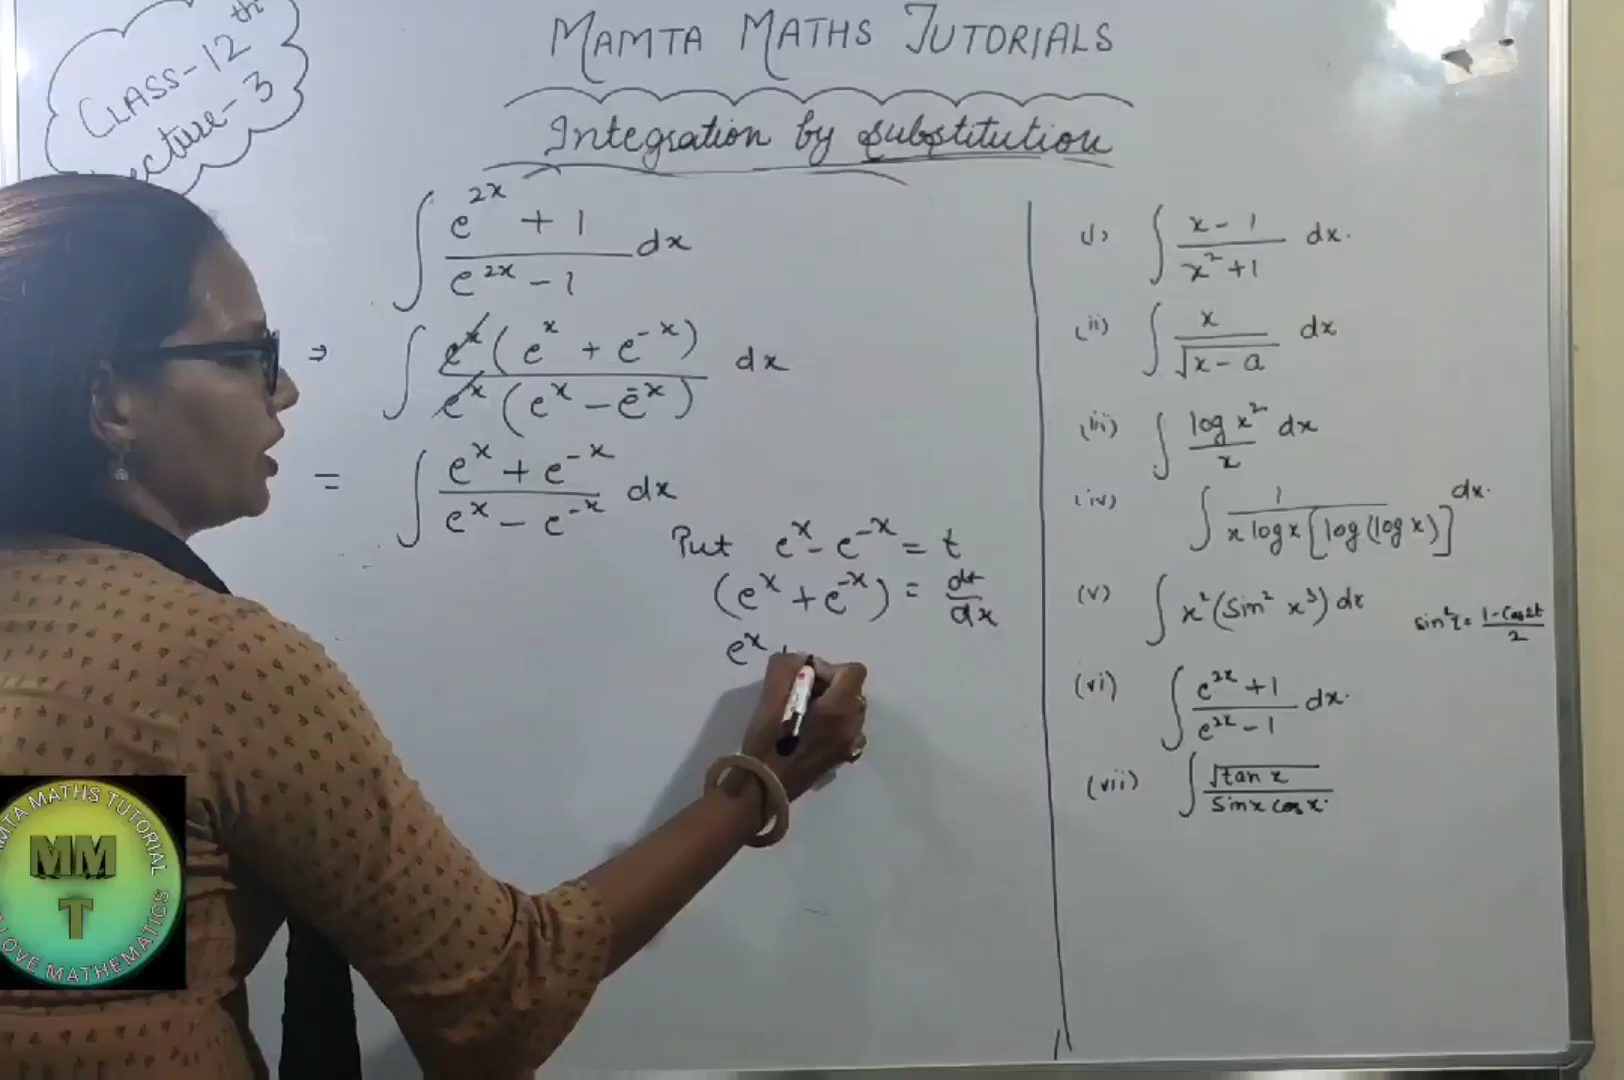 CLASS-12th
Lecture-3
MAMTA MATHS TUTORIALS
Integration by substitution
∫ (e^{2x} + 1)/(e^{2x} - 1) dx
⇒ ∫ e^x(e^x + e^{-x})/e^x(e^x - e^{-x}) dx
= ∫ (e^x + e^{-x})/(e^x - e^{-x}) dx
Put e^x - e^{-x} = t
(e^x + e^{-x}) = dt/dx
e^x +
(i) ∫ (x - 1)/(x^2 + 1) dx.
(ii) ∫ x/√(x - a) dx
(iii) ∫ (log x^2)/x dx
(iv) ∫ 1/(x log x [log (log x)]) dx.
(v) ∫ x^2 (Sin^2 x^3) dx
sin^2 t = (1 - Cos 2t)/2
(vi) ∫ (e^{2x} + 1)/(e^{2x} - 1) dx.
(vii) ∫ √tan x/(Sin x cos x).
MAMTA MATHS TUTORIAL
MM
T
LOVE MATHEMATICS